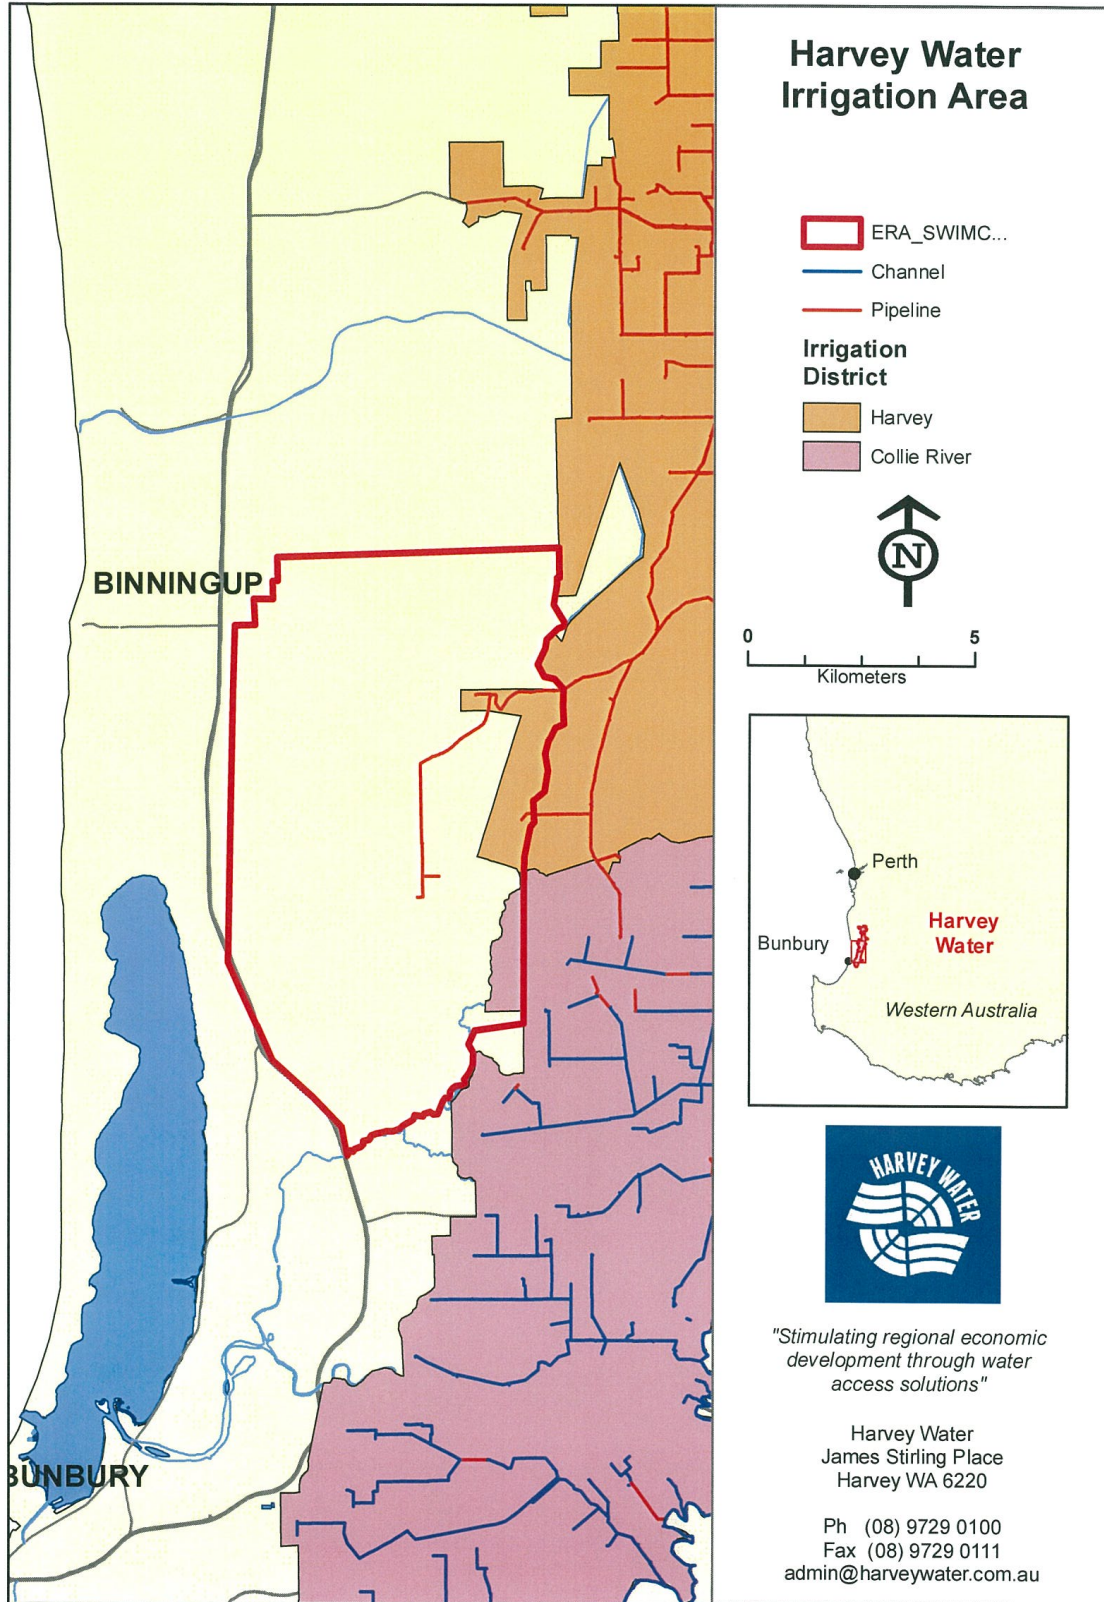 Harvey Water
Irrigation Area
ERA_SWIMC...
Channel
Pipeline
Irrigation
District
Harvey
Collie River
N
0 5
Kilometers
BINNINGUP
BUNBURY
Perth
Bunbury
Harvey
Water
Western Australia
HARVEY WATER
"Stimulating regional economic
development through water
access solutions"
Harvey Water
James Stirling Place
Harvey WA 6220
Ph (08) 9729 0100
Fax (08) 9729 0111
admin@harveywater.com.au